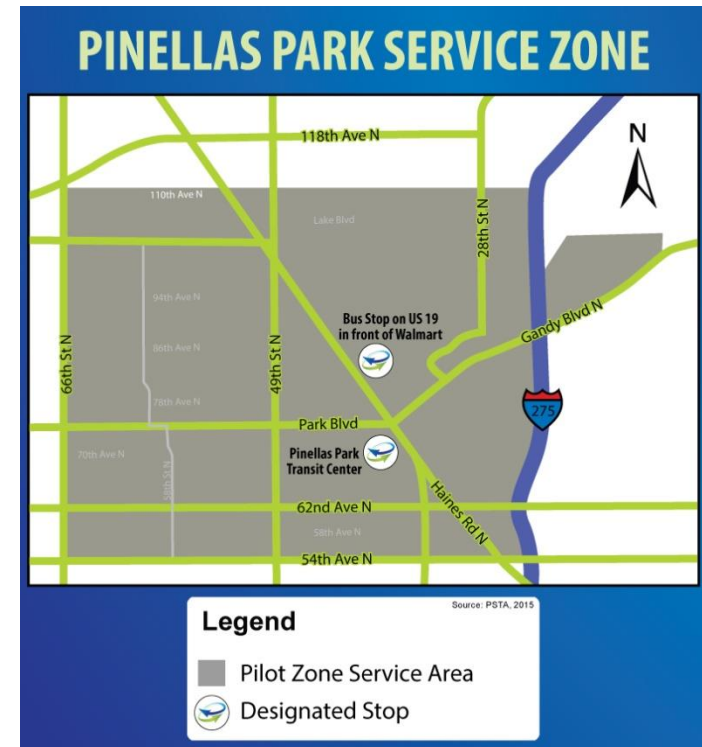 PINELLAS PARK SERVICE ZONE
118th Ave N
N
110th Ave N
Lake Blvd
28th St N
94th Ave N
Bus Stop on US 19
in front of Walmart
Gandy Blvd N
86th Ave N
66th St N
49th St N
78th Ave N
275
Park Blvd
70th Ave N
Pinellas Park
Transit Center
58th St N
Haines Rd N
62nd Ave N
58th Ave N
54th Ave N
Source: PSTA, 2015
Legend
Pilot Zone Service Area
Designated Stop